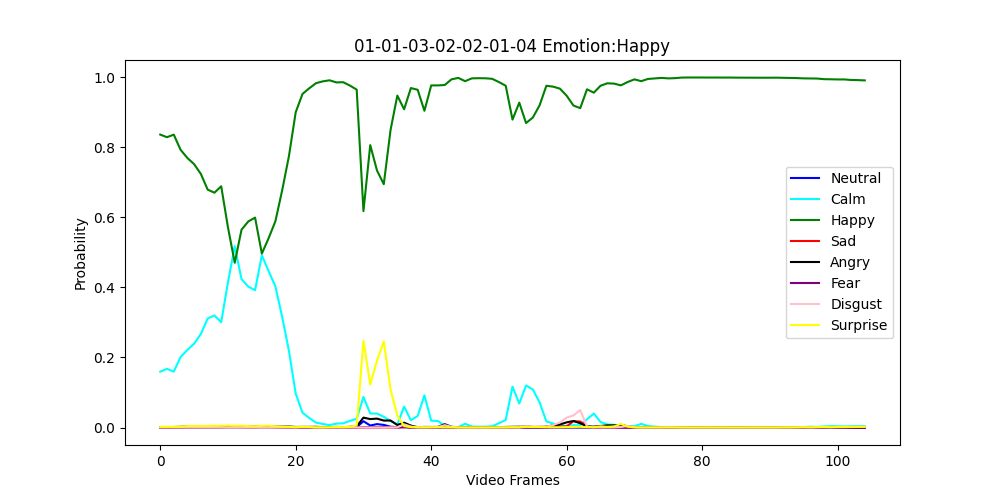 01-01-03-02-02-01-04 Emotion:Happy
Probability
1.0
0.8
0.6
0.4
0.2
0.0
0 20 40 60 80 100
Video Frames
Neutral
Calm
Happy
Sad
Angry
Fear
Disgust
Surprise